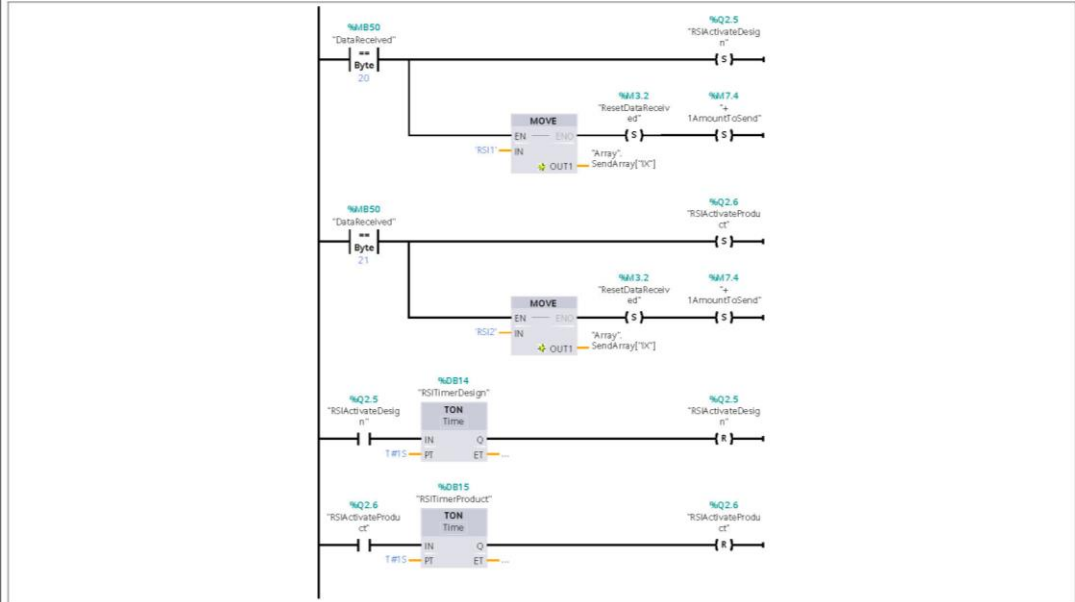 %MB50
"DataReceived"
==
Byte
20
%Q2.5
"RSIActivateDesig
n"
S
MOVE
EN
ENO
'RSI1'
IN
OUT1
"Array".
SendArray["IX"]
%M3.2
"ResetDataReceiv
ed"
S
%M7.4
"+
1AmountToSend"
S
%MB50
"DataReceived"
==
Byte
21
%Q2.6
"RSIActivateProdu
ct"
S
MOVE
EN
ENO
'RSI2'
IN
OUT1
"Array".
SendArray["IX"]
%M3.2
"ResetDataReceiv
ed"
S
%M7.4
"+
1AmountToSend"
S
%Q2.5
"RSIActivateDesig
n"
%DB14
"RSITimerDesign"
TON
Time
IN
Q
T#1S
PT
ET
...
%Q2.5
"RSIActivateDesig
n"
R
%Q2.6
"RSIActivateProdu
ct"
%DB15
"RSITimerProduct"
TON
Time
IN
Q
T#1S
PT
ET
...
%Q2.6
"RSIActivateProdu
ct"
R